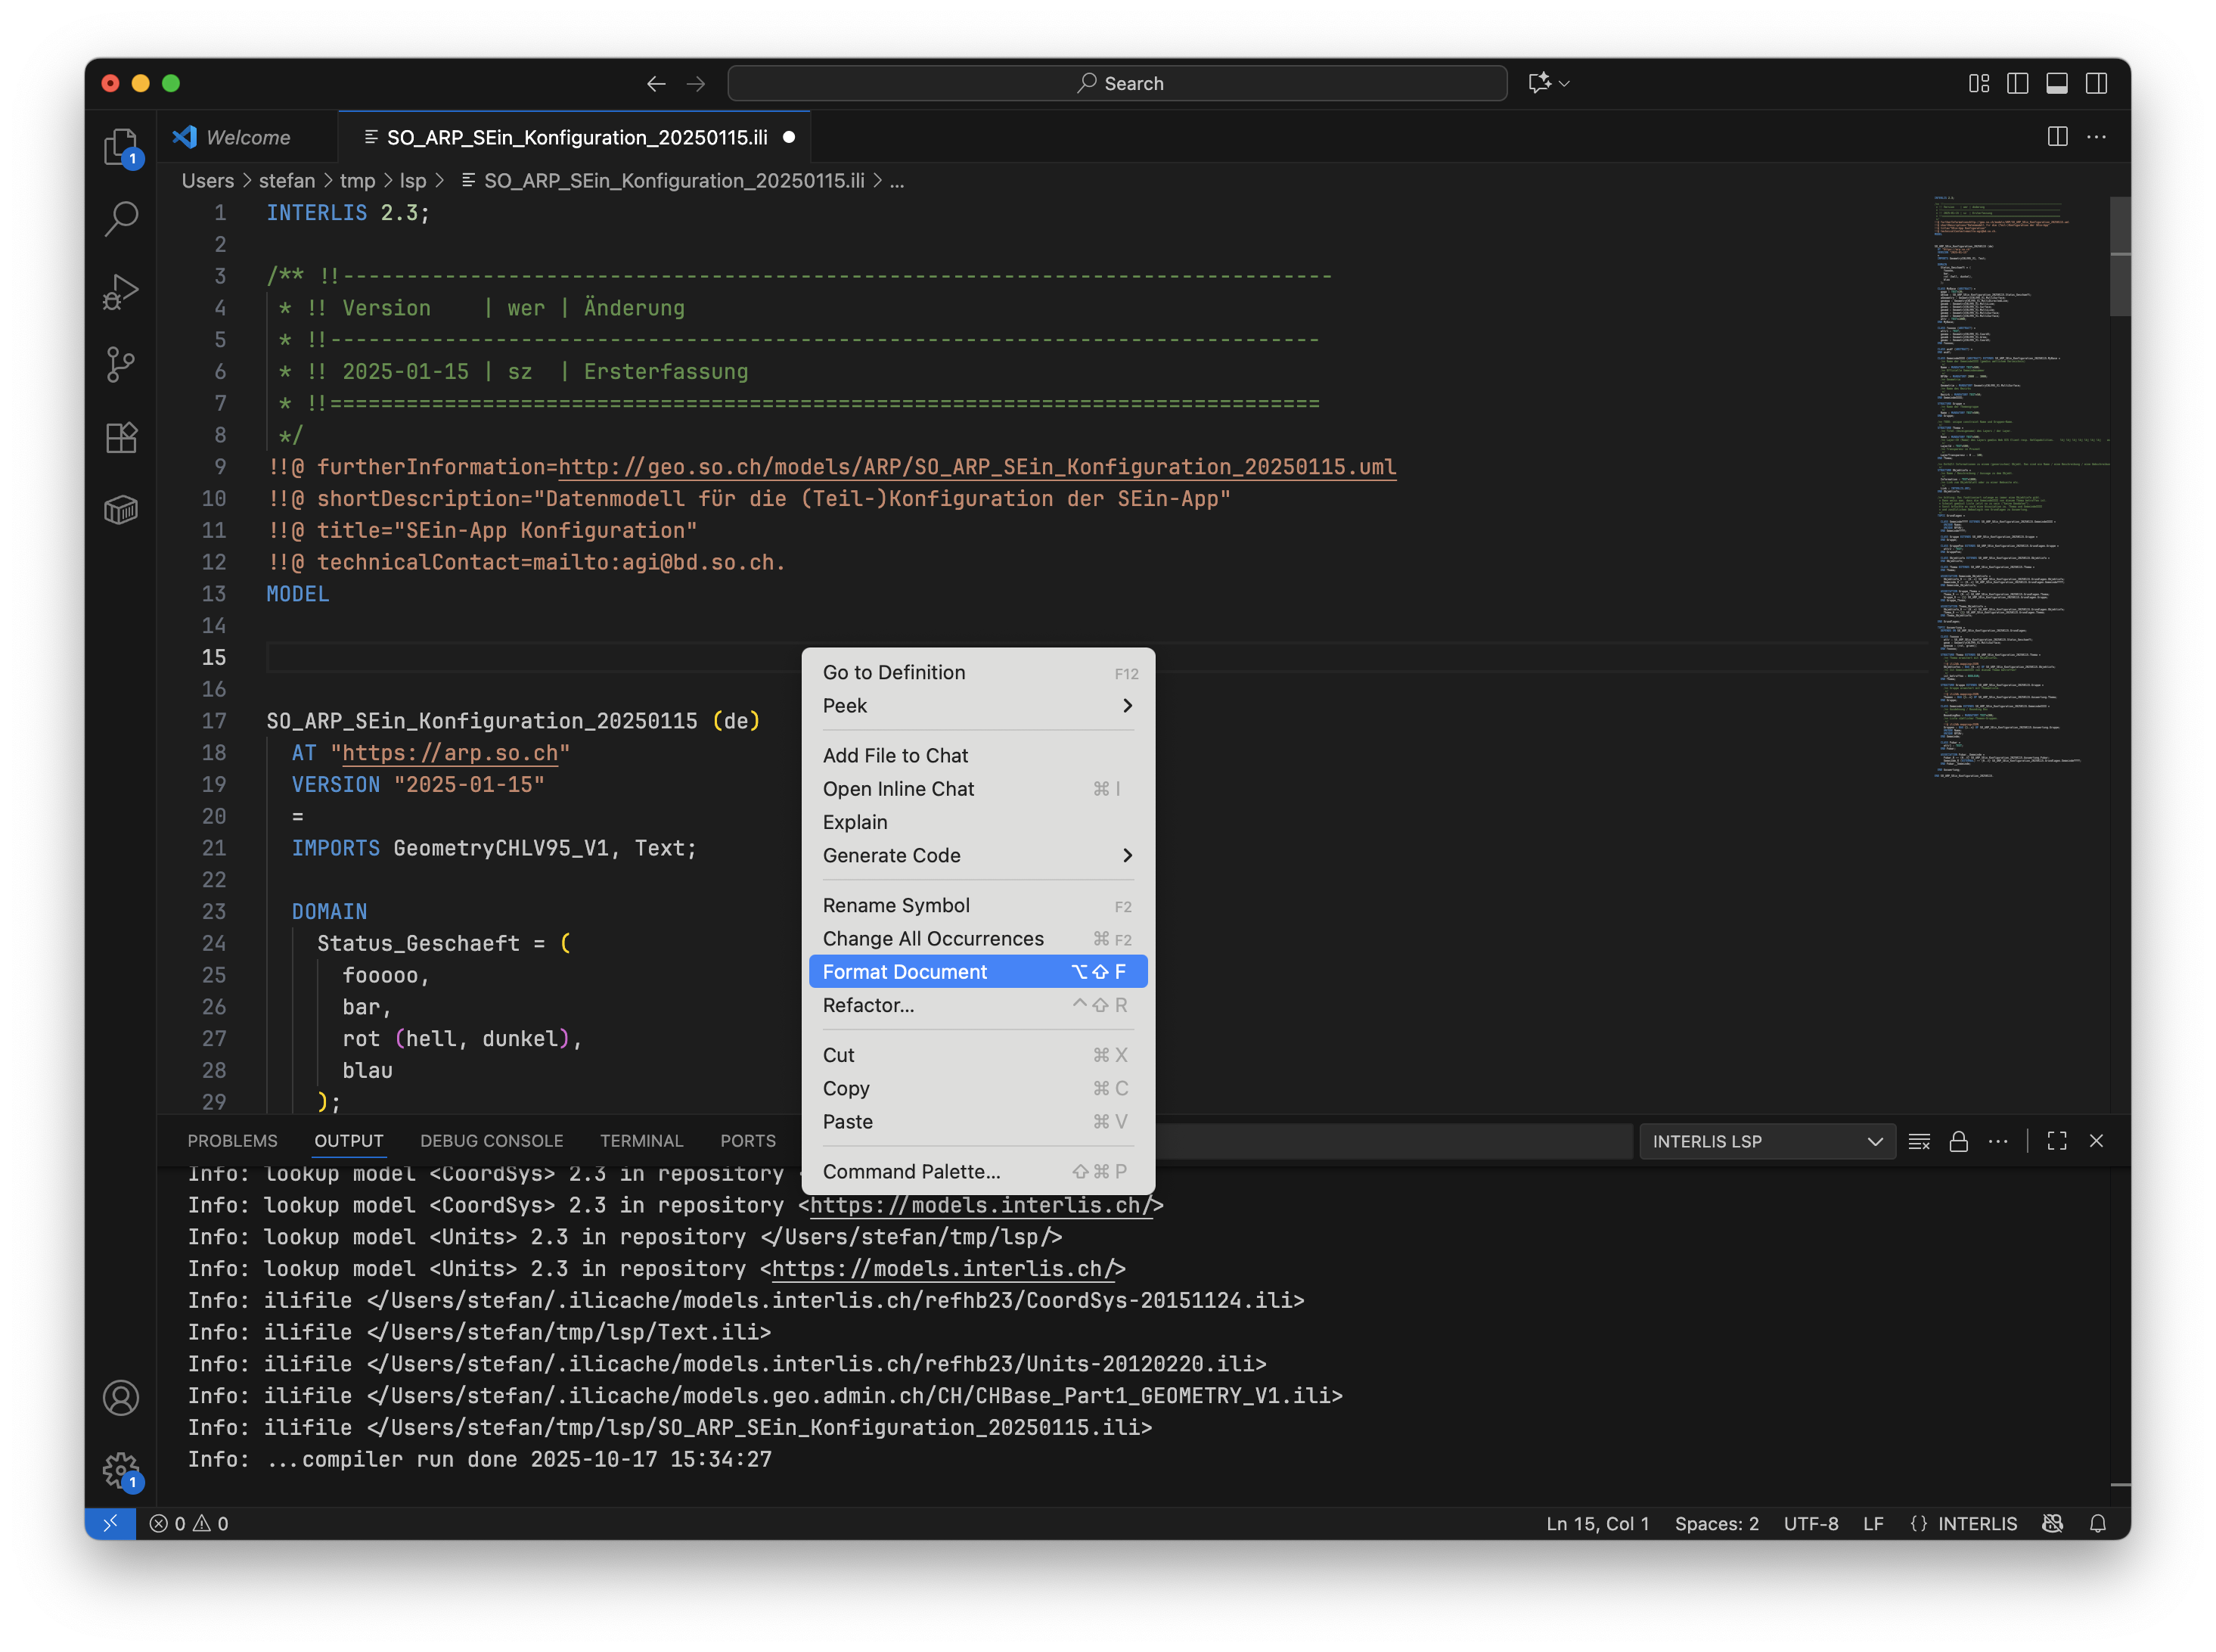 Search
Welcome
SO_ARP_SEin_Konfiguration_20250115.ili
1
Users > stefan > tmp > lsp > SO_ARP_SEin_Konfiguration_20250115.ili > ...
1 INTERLIS 2.3;
2
3 /** !!------------------------------------------------------------------------------
4 * !! Version    | wer | Änderung
5 * !!------------------------------------------------------------------------------
6 * !! 2025-01-15 | sz  | Ersterfassung
7 * !!==============================================================================
8 */
9 !!@ furtherInformation=http://geo.so.ch/models/ARP/SO_ARP_SEin_Konfiguration_20250115.uml
10 !!@ shortDescription="Datenmodell für die (Teil-)Konfiguration der SEin-App"
11 !!@ title="SEin-App Konfiguration"
12 !!@ technicalContact=mailto:agi@bd.so.ch.
13 MODEL
14
15
16
17 SO_ARP_SEin_Konfiguration_20250115 (de)
18 AT "https://arp.so.ch"
19 VERSION "2025-01-15"
20 =
21 IMPORTS GeometryCHLV95_V1, Text;
22
23 DOMAIN
24 Status_Geschaeft = (
25 fooooo,
26 bar,
27 rot (hell, dunkel),
28 blau
29 );
Go to Definition F12
Peek
Add File to Chat
Open Inline Chat ⌘ I
Explain
Generate Code
Rename Symbol F2
Change All Occurrences ⌘ F2
Format Document ⌥⇧ F
Refactor... ^⇧ R
Cut ⌘ X
Copy ⌘ C
Paste ⌘ V
Command Palette... ⇧⌘ P
PROBLEMS OUTPUT DEBUG CONSOLE TERMINAL PORTS INTERLIS LSP
Info: lookup model <CoordSys> 2.3 in repository <
Info: lookup model <CoordSys> 2.3 in repository <https://models.interlis.ch/>
Info: lookup model <Units> 2.3 in repository </Users/stefan/tmp/lsp/>
Info: lookup model <Units> 2.3 in repository <https://models.interlis.ch/>
Info: ilifile </Users/stefan/.ilicache/models.interlis.ch/refhb23/CoordSys-20151124.ili>
Info: ilifile </Users/stefan/tmp/lsp/Text.ili>
Info: ilifile </Users/stefan/.ilicache/models.interlis.ch/refhb23/Units-20120220.ili>
Info: ilifile </Users/stefan/.ilicache/models.geo.admin.ch/CH/CHBase_Part1_GEOMETRY_V1.ili>
Info: ilifile </Users/stefan/tmp/lsp/SO_ARP_SEin_Konfiguration_20250115.ili>
Info: ...compiler run done 2025-10-17 15:34:27
1
0 0 Ln 15, Col 1 Spaces: 2 UTF-8 LF {} INTERLIS